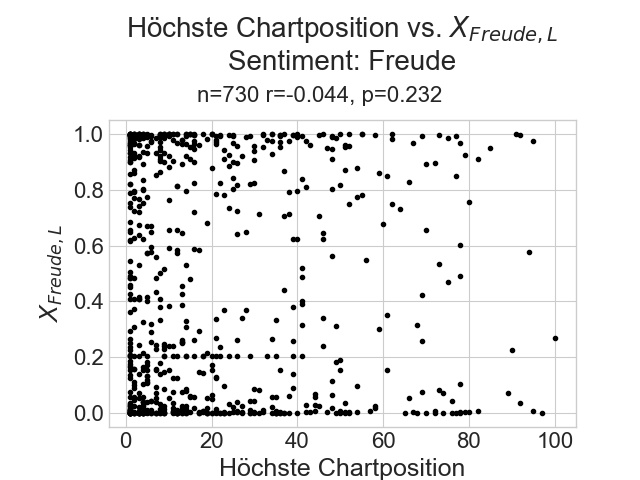 Höchste Chartposition vs. X_{Freude, L}
Sentiment: Freude
n=730 r=-0.044, p=0.232
X_{Freude, L}
1.0
0.8
0.6
0.4
0.2
0.0
0 20 40 60 80 100
Höchste Chartposition